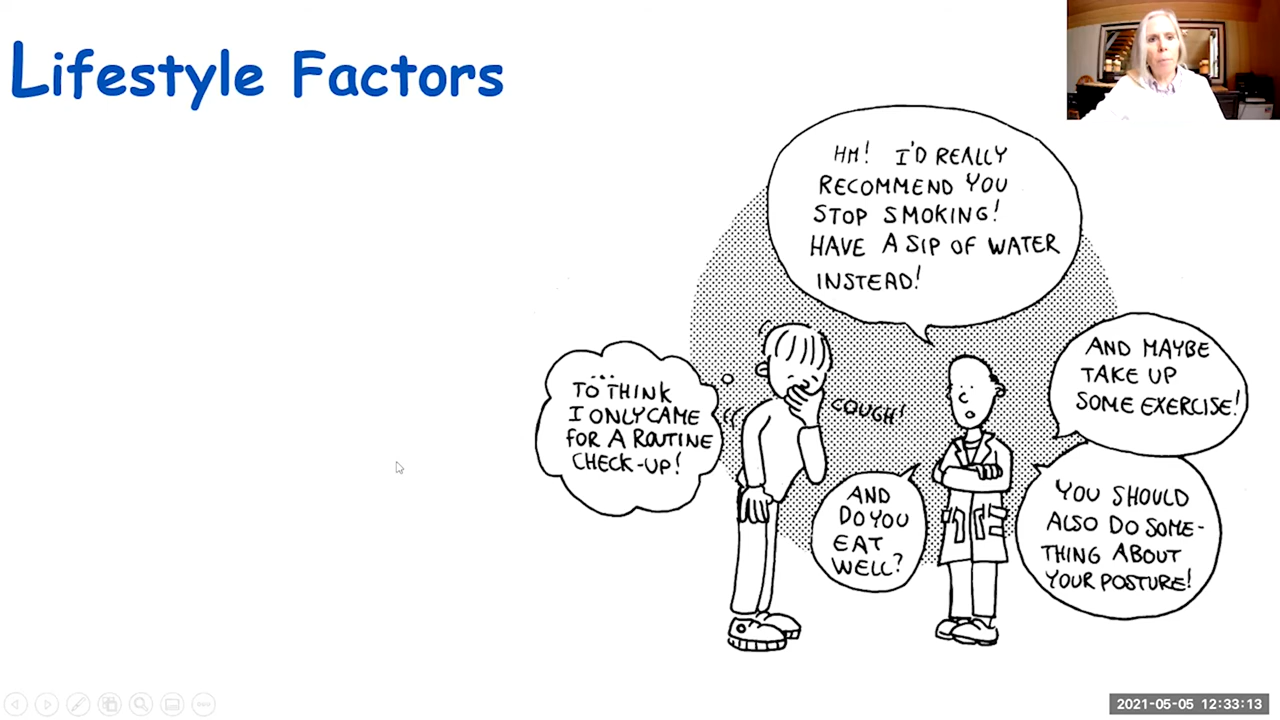 Lifestyle Factors
HM! I'D REALLY
RECOMMEND YOU
STOP SMOKING!
HAVE A SIP OF WATER
INSTEAD!
AND MAYBE
TAKE UP
SOME EXERCISE!
...
TO THINK
I ONLY CAME
FOR A ROUTINE
CHECK-UP!
COUGH!
AND
DO YOU
EAT
WELL?
YOU SHOULD
ALSO DO SOME-
THING ABOUT
YOUR POSTURE!
2021-05-05 12:33:13